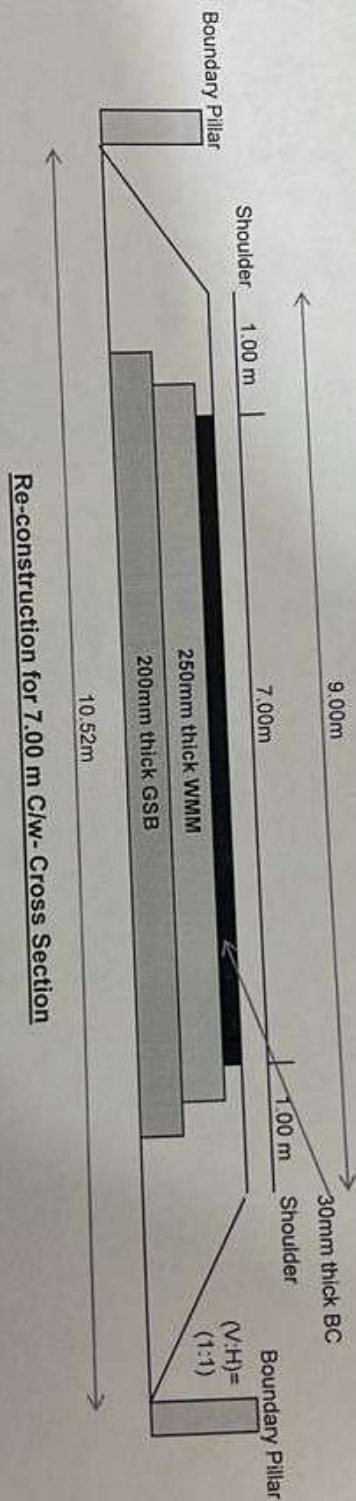 9.00m
30mm thick BC
Shoulder
1.00 m
7.00m
1.00 m
Shoulder
Boundary Pillar
Boundary Pillar
(V:H)=
(1:1)
250mm thick WMM
200mm thick GSB
10.52m
Re-construction for 7.00 m C/w- Cross Section